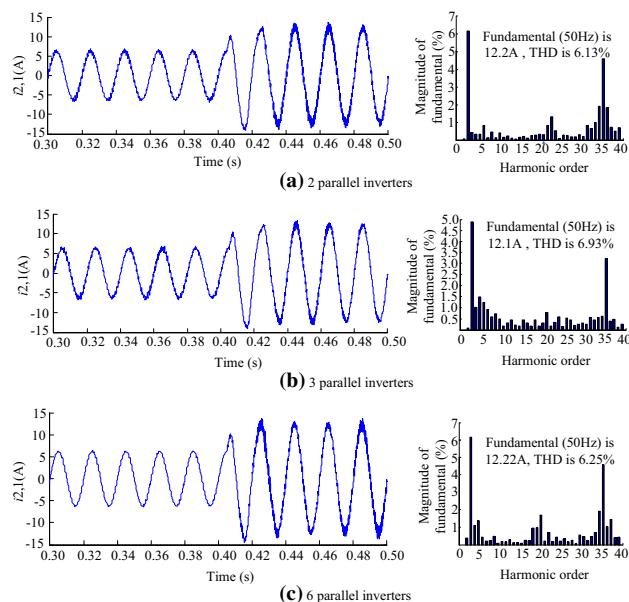 i2,1(A)
15
10
5
0
-5
-10
-15
0.30 0.32 0.34 0.36 0.38 0.40 0.42 0.44 0.46 0.48 0.50
Time (s)
Magnitude of
fundamental (%)
8
7
6
5
4
3
2
1
5 10 15 20 25 30 35 40
Harmonic order
Fundamental (50Hz) is
12.2A , THD is 6.13%
(a) 2 parallel inverters
i2,1(A)
15
10
5
0
-5
-10
-15
0.30 0.32 0.34 0.36 0.38 0.40 0.42 0.44 0.46 0.48 0.50
Time (s)
Magnitude of
fundamental (%)
5.0
4.5
4.0
3.5
3.0
2.5
2.0
1.5
1.0
0.5
0 5 10 15 20 25 30 35 40
Harmonic order
Fundamental (50Hz) is
12.1A , THD is 6.93%
(b) 3 parallel inverters
i2,1(A)
15
10
5
0
-5
-10
-15
0.30 0.32 0.34 0.36 0.38 0.40 0.42 0.44 0.46 0.48 0.50
Time (s)
Magnitude of
fundamental (%)
7
6
5
4
3
2
1
0 5 10 15 20 25 30 35 40
Harmonic order
Fundamental (50Hz) is
12.22A, THD is 6.25%
(c) 6 parallel inverters